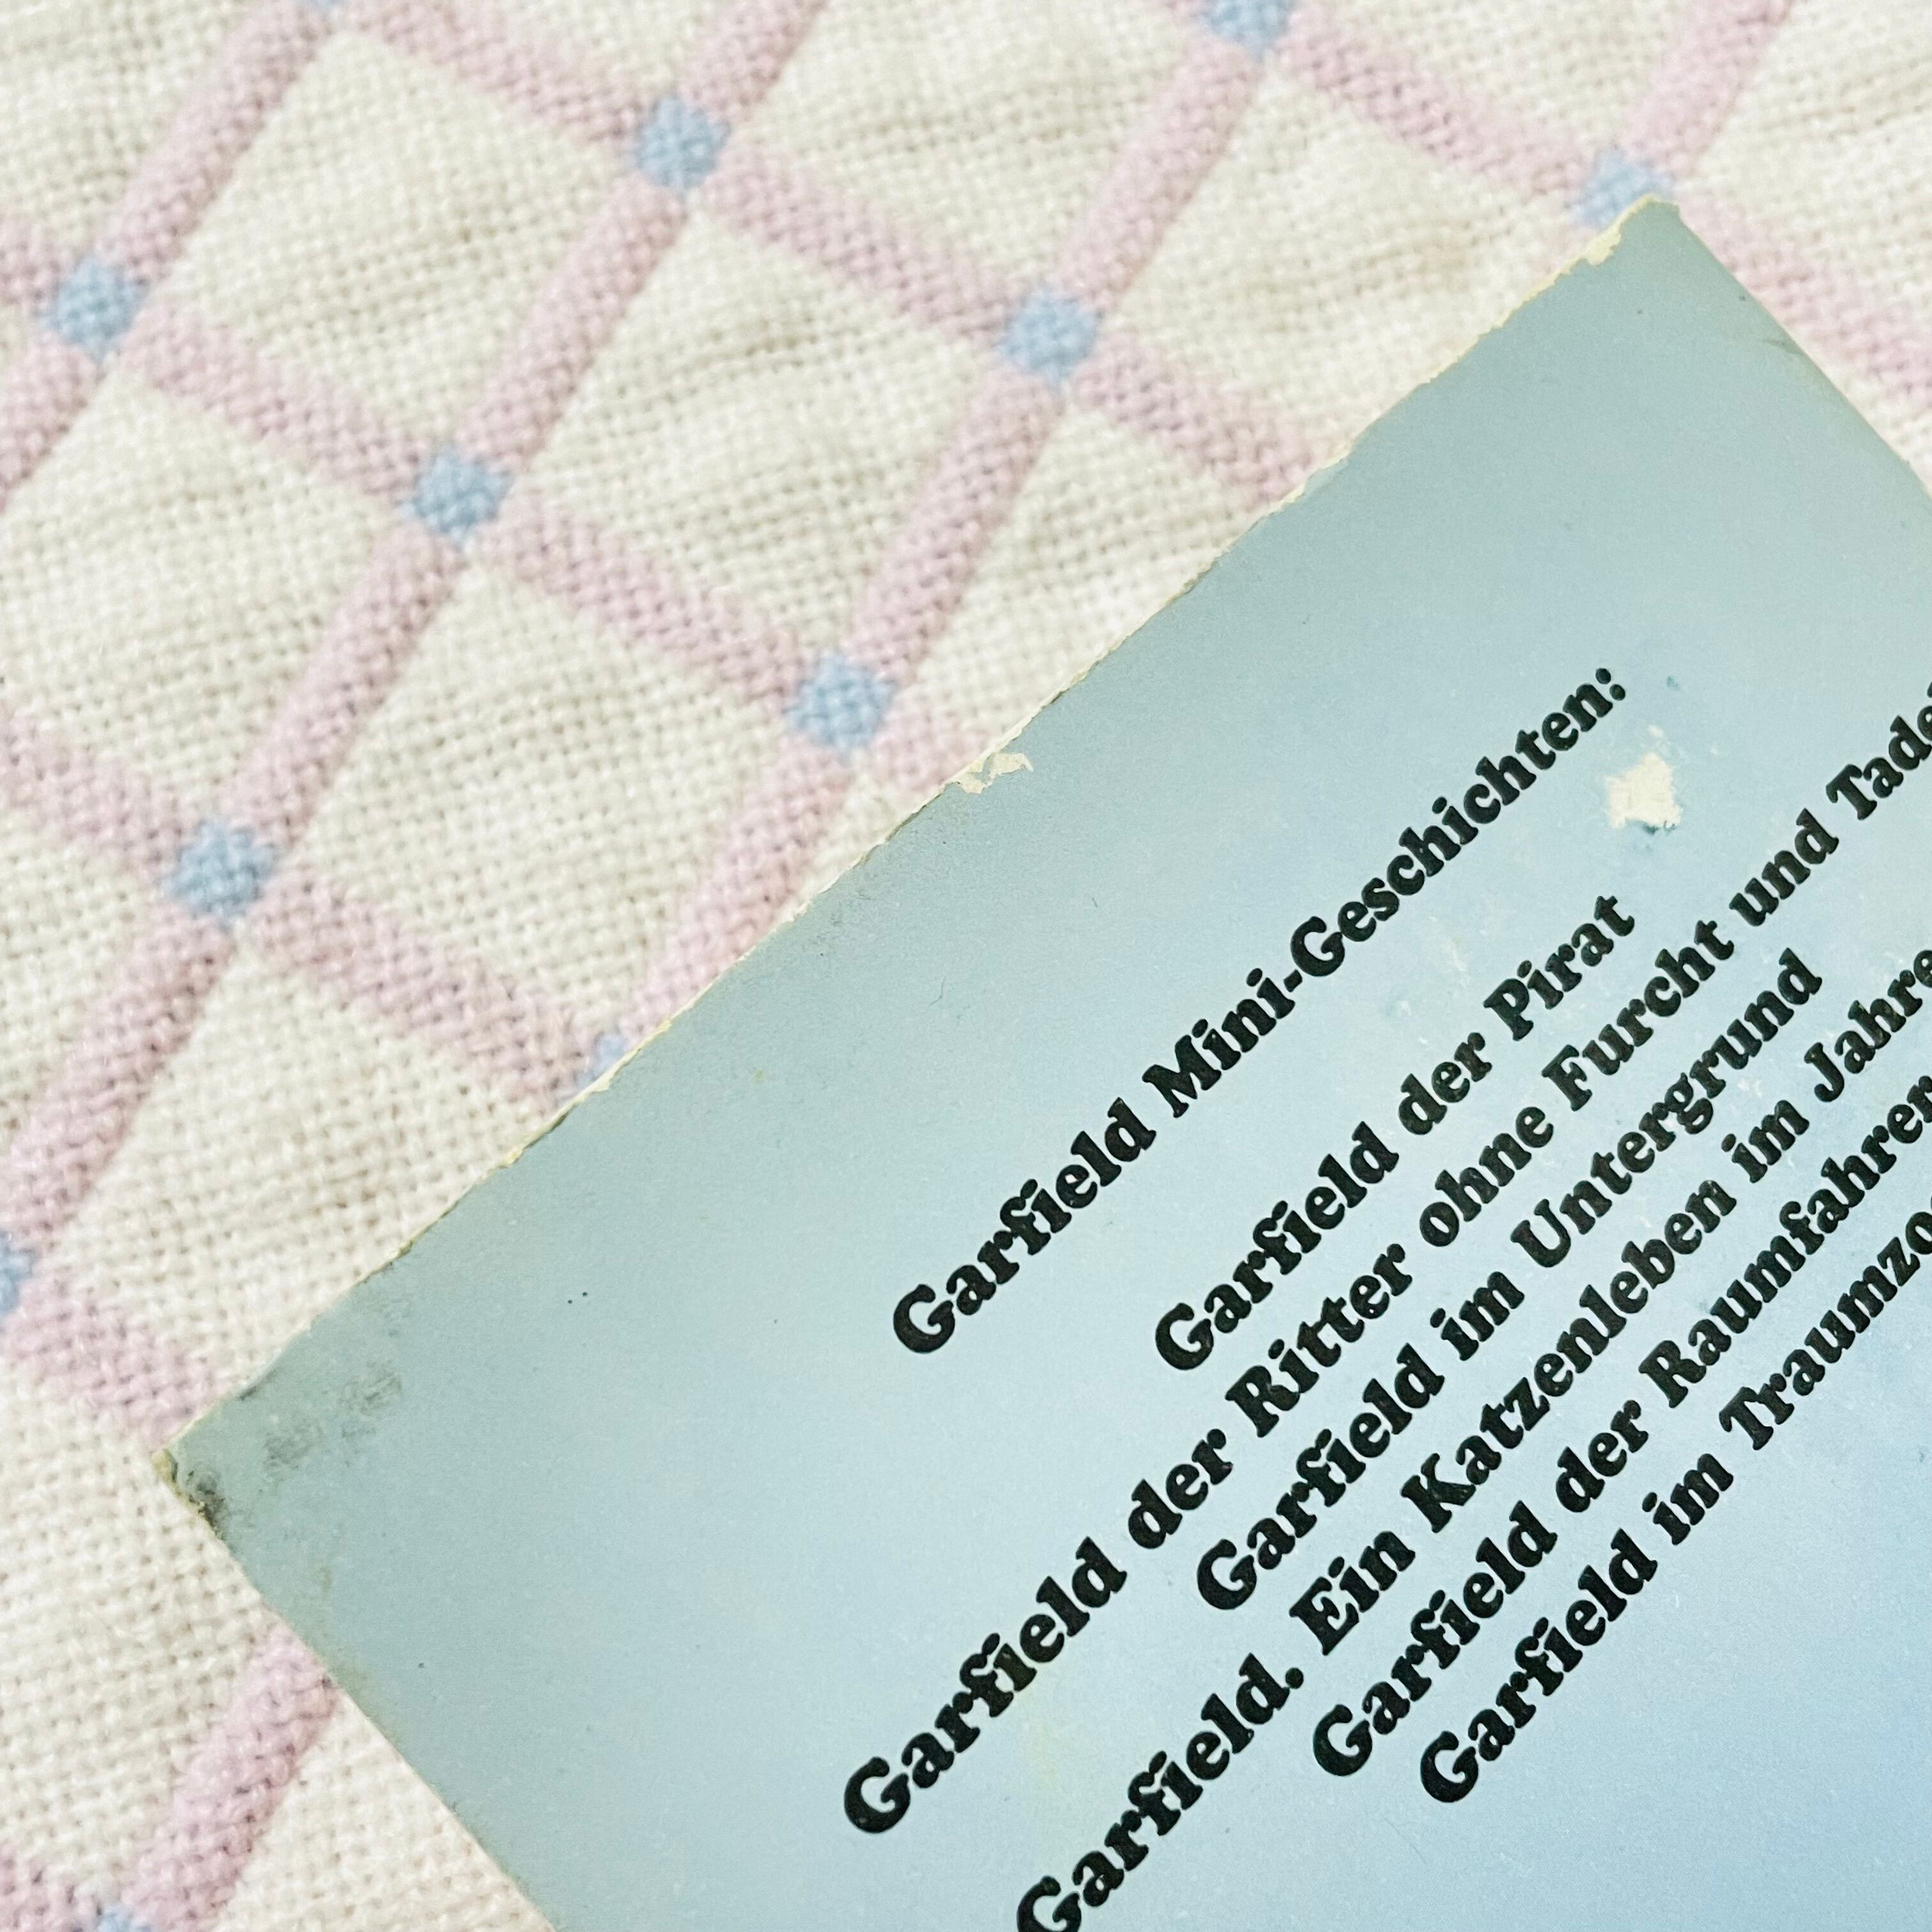 Garfield Mini-Geschichten:
Garfield der Pirat
Garfield der Ritter ohne Furcht und
Garfield im Untergrund
Garfield. Ein Katzenleben im Jahre
Garfield der
Garfield im